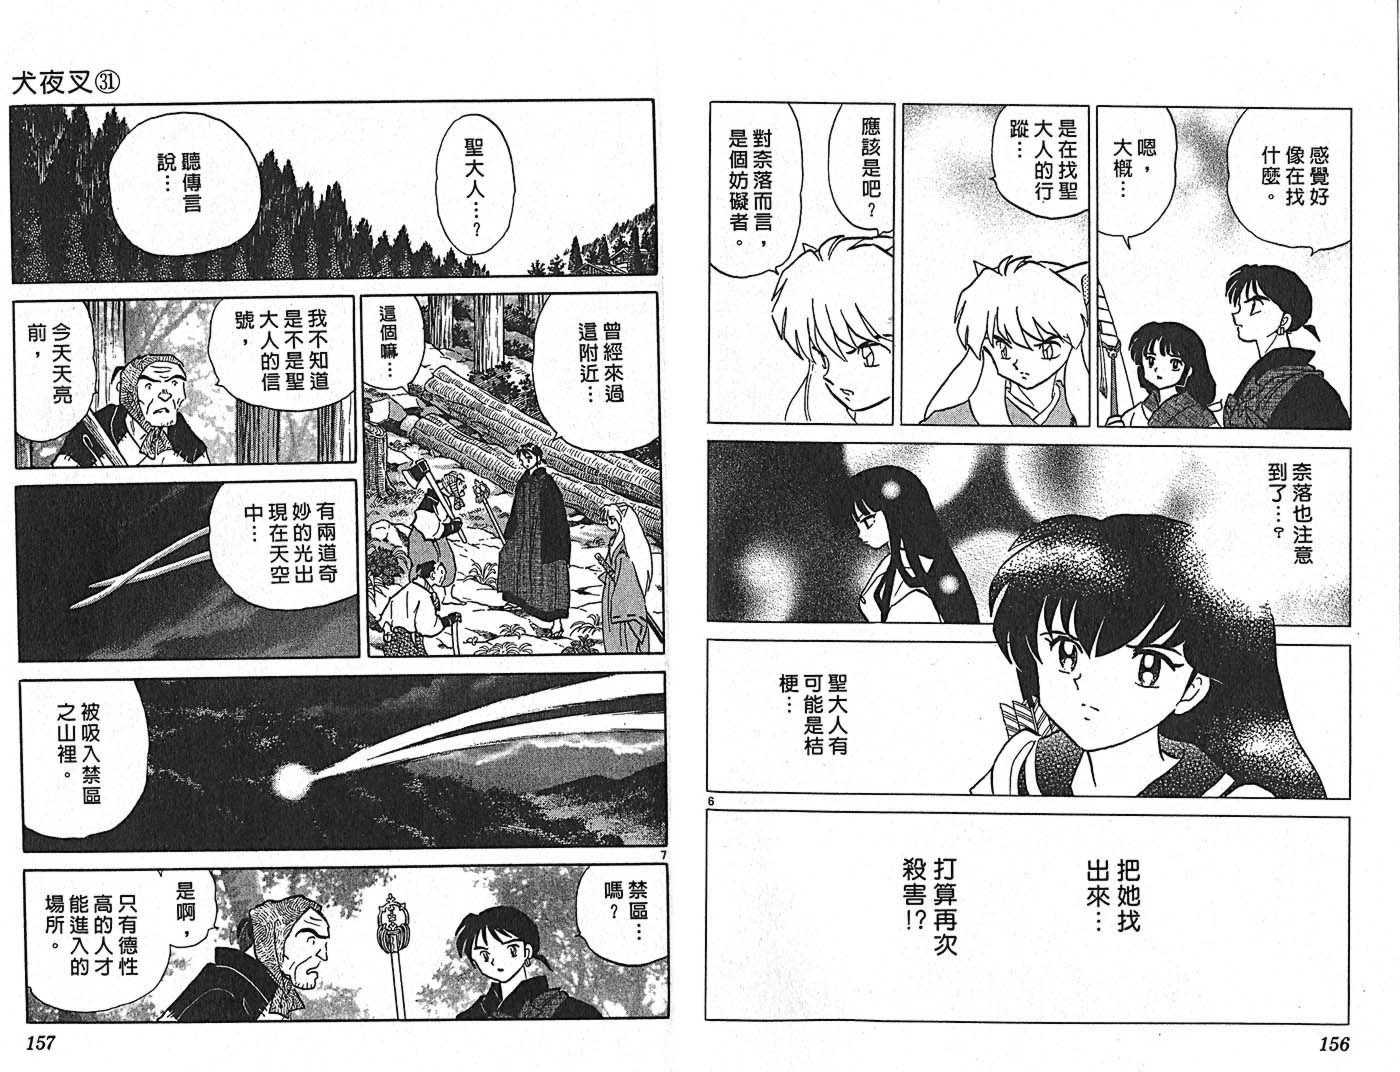 感覺好
像在找
什麼。
嗯，
大概…
是在找聖
大人的行
蹤…
應該是吧？
對奈落而言，
是個妨礙者。
奈落也注意
到了…？
聖大人有
可能是桔
梗…
6
把她找
出來…
打算再次
殺害!?
156
犬夜叉㉛
聖大人…？
聽傳言
說…
曾經來過
這附近…
這個嘛…
我不知道
是不是聖
大人的信
號，
今天天亮
前，
有兩道奇
妙的光出
現在天空
中…
被吸入禁區
之山裡。
7
禁區…
嗎？
是啊，
只有德性
高的人才
能進入的
場所。
157